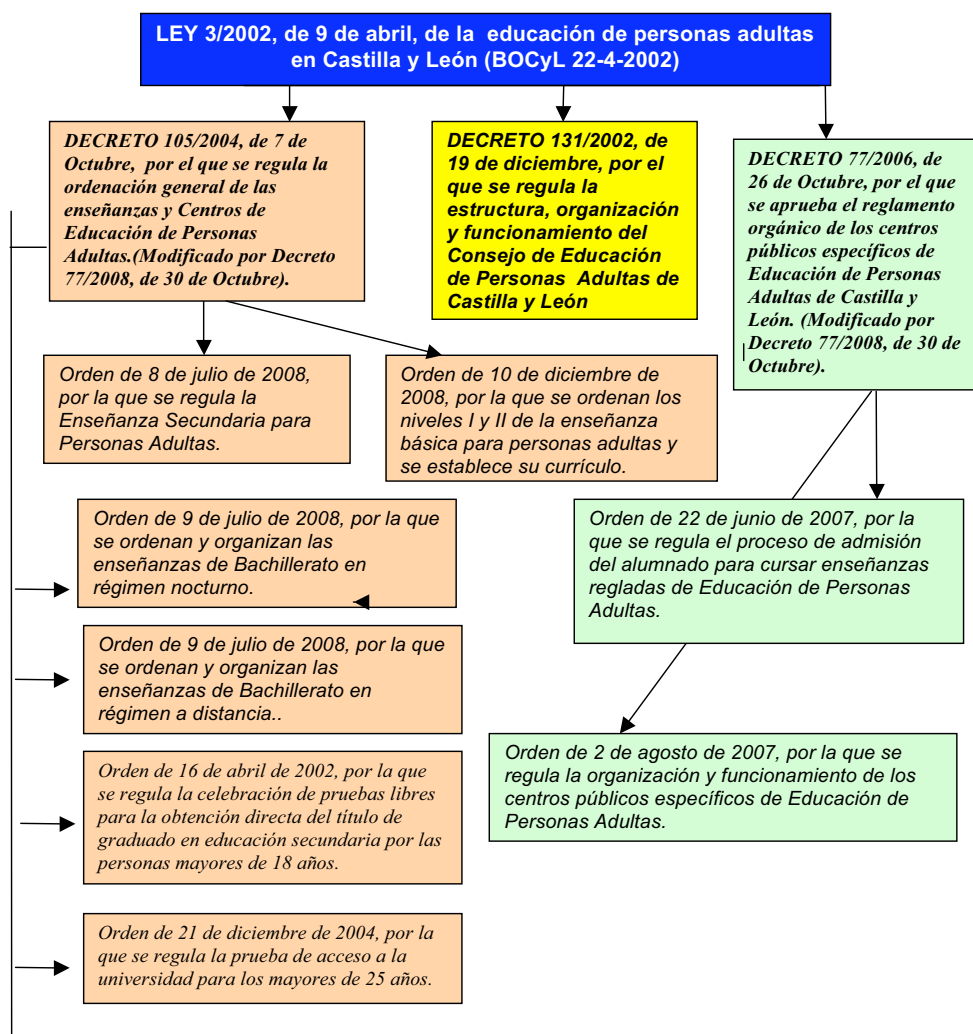 LEY 3/2002, de 9 de abril, de la educación de personas adultas
en Castilla y León (BOCyL 22-4-2002)
DECRETO 105/2004, de 7 de
Octubre, por el que se regula la
ordenación general de las
enseñanzas y Centros de
Educación de Personas
Adultas.(Modificado por Decreto
77/2008, de 30 de Octubre).
DECRETO 131/2002, de
19 de diciembre, por el
que se regula la
estructura, organización
y funcionamiento del
Consejo de Educación
de Personas Adultas de
Castilla y León
DECRETO 77/2006, de
26 de Octubre, por el que
se aprueba el reglamento
orgánico de los centros
públicos específicos de
Educación de Personas
Adultas de Castilla y
León. (Modificado por
Decreto 77/2008, de 30 de
Octubre).
Orden de 8 de julio de 2008,
por la que se regula la
Enseñanza Secundaria para
Personas Adultas.
Orden de 10 de diciembre de
2008, por la que se ordenan los
niveles I y II de la enseñanza
básica para personas adultas y
se establece su currículo.
Orden de 9 de julio de 2008, por la que
se ordenan y organizan las
enseñanzas de Bachillerato en
régimen nocturno.
Orden de 22 de junio de 2007, por la
que se regula el proceso de admisión
del alumnado para cursar enseñanzas
regladas de Educación de Personas
Adultas.
Orden de 9 de julio de 2008, por la que
se ordenan y organizan las
enseñanzas de Bachillerato en
régimen a distancia..
Orden de 2 de agosto de 2007, por la que se
regula la organización y funcionamiento de los
centros públicos específicos de Educación de
Personas Adultas.
Orden de 16 de abril de 2002, por la que
se regula la celebración de pruebas libres
para la obtención directa del título de
graduado en educación secundaria por las
personas mayores de 18 años.
Orden de 21 de diciembre de 2004, por la
que se regula la prueba de acceso a la
universidad para los mayores de 25 años.